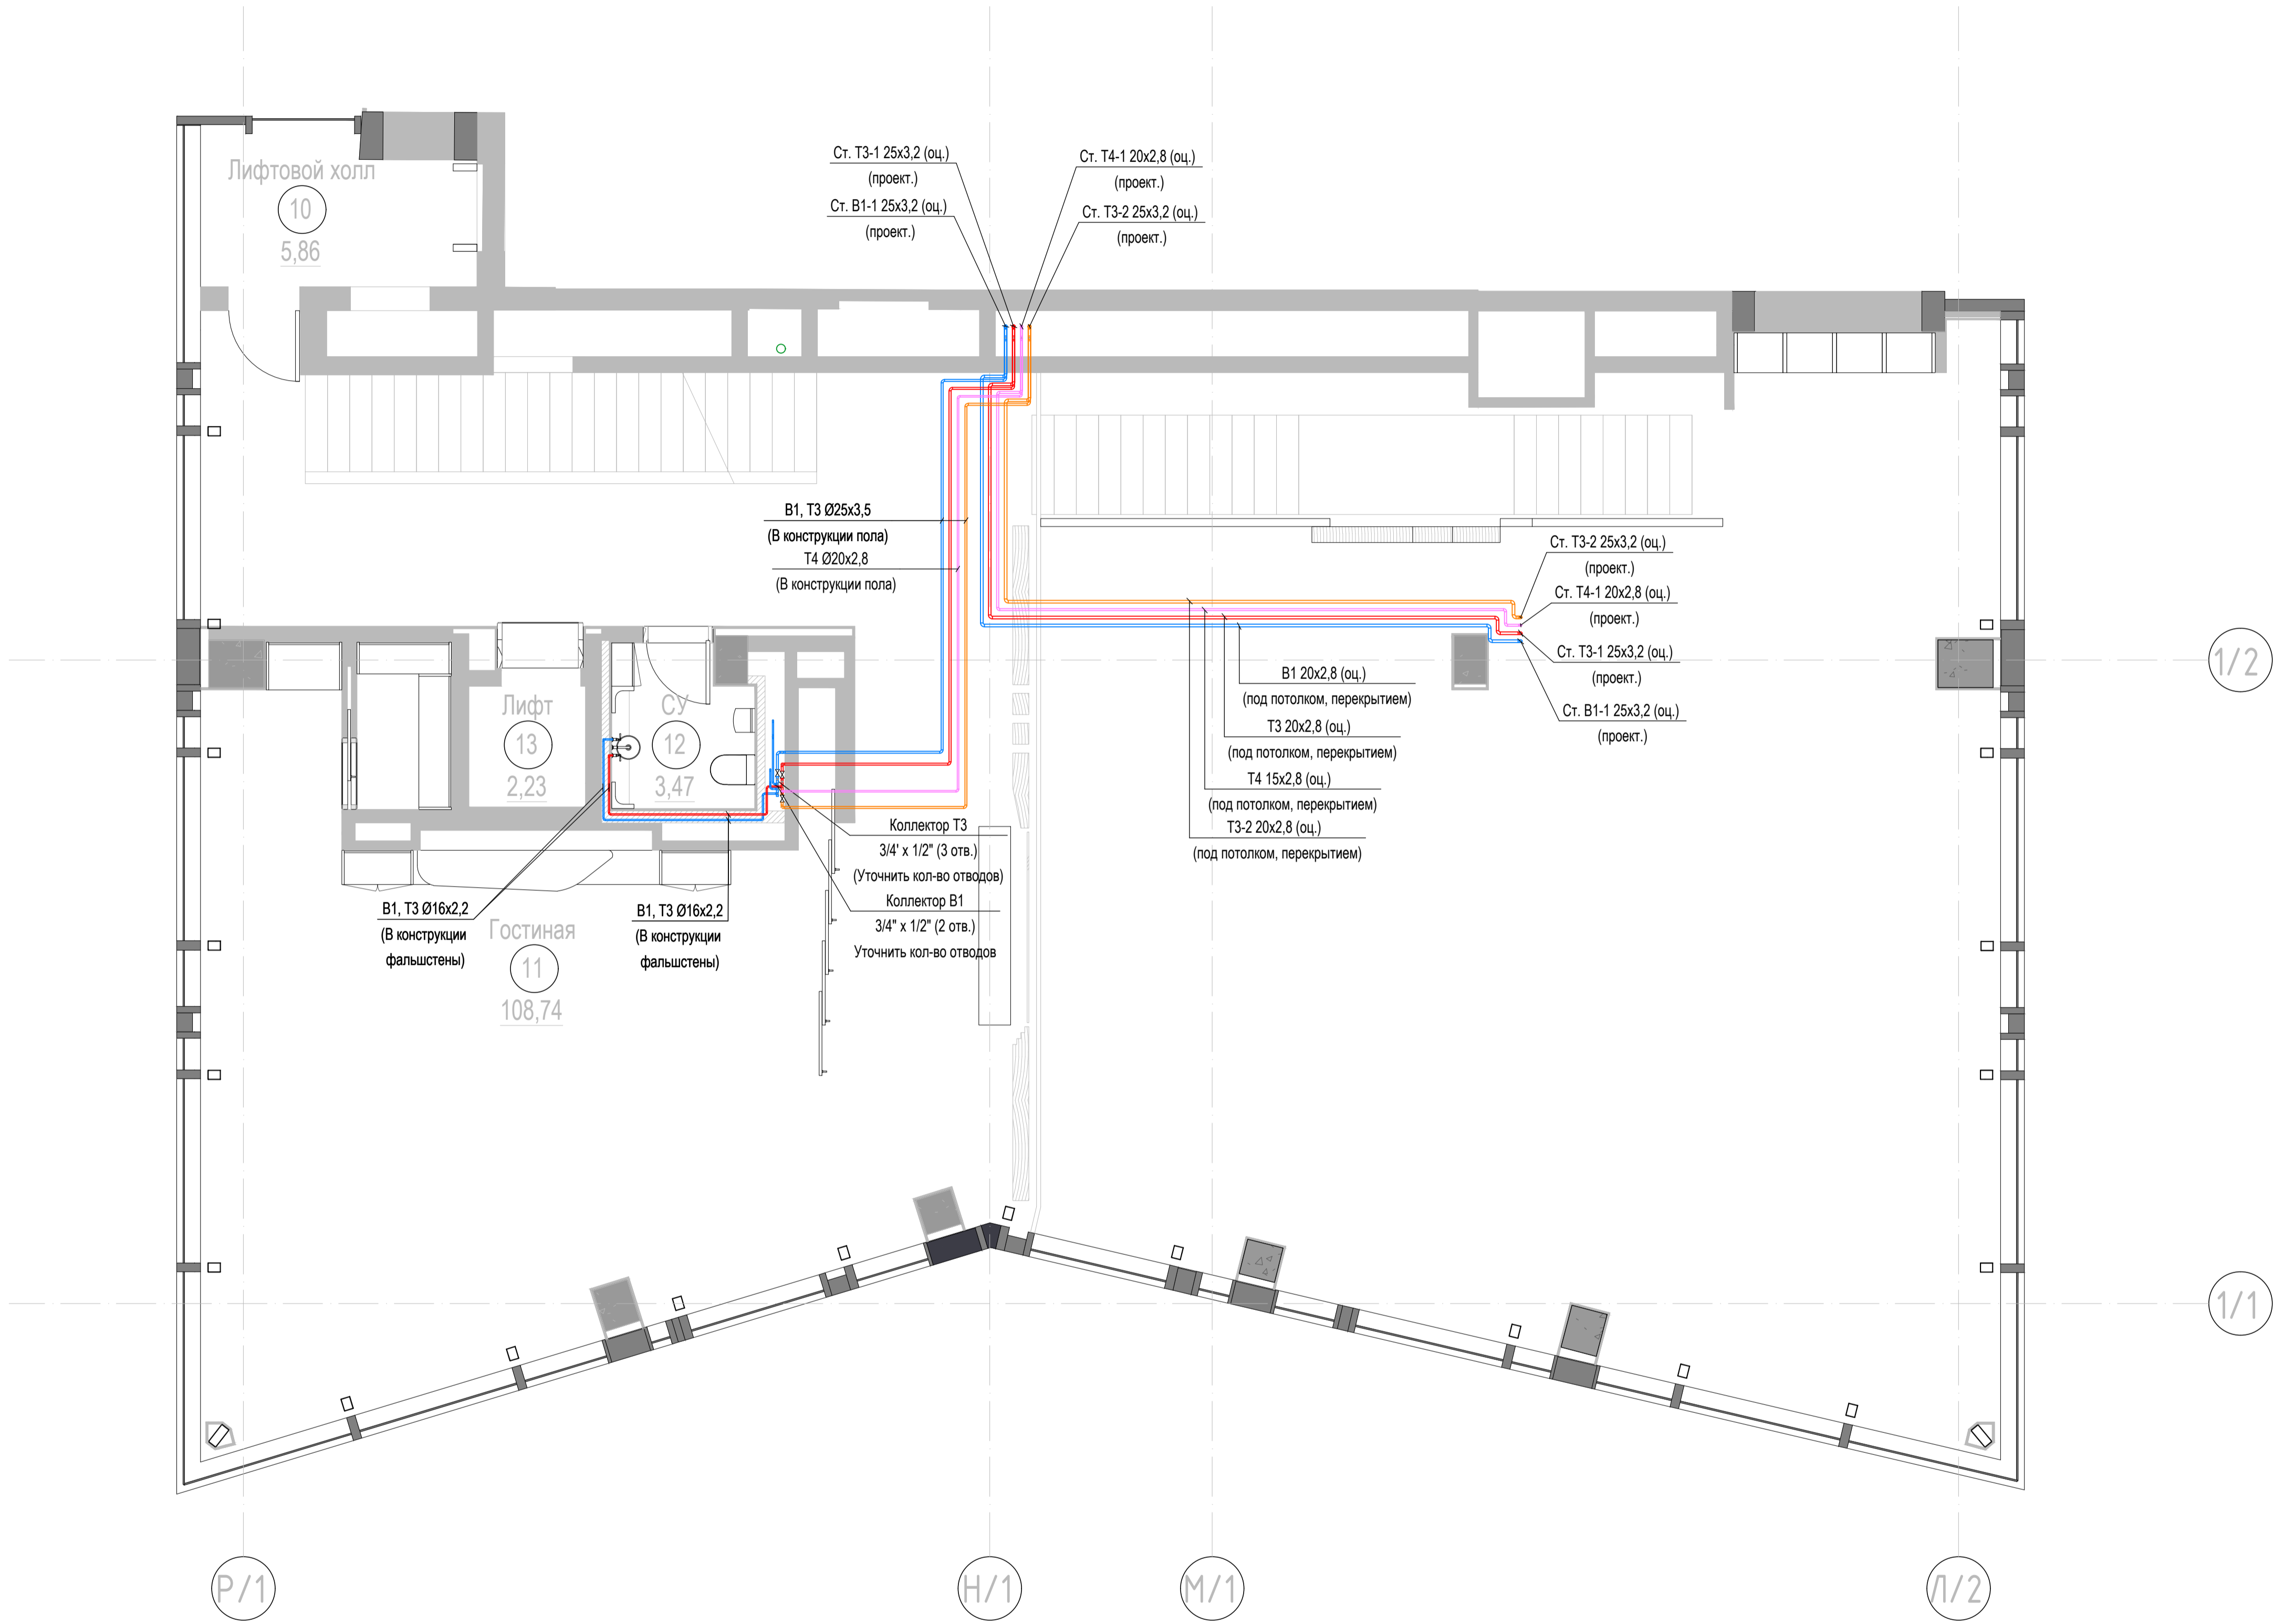 Лифтовой холл
10
5,86
Ст. Т3-1 25х3,2 (оц.)
(проект.)
Ст. В1-1 25х3,2 (оц.)
(проект.)
Ст. Т4-1 20х2,8 (оц.)
(проект.)
Ст. Т3-2 25х3,2 (оц.)
(проект.)
В1, Т3 Ø25х3,5
(В конструкции пола)
Т4 Ø20х2,8
(В конструкции пола)
Ст. Т3-2 25х3,2 (оц.)
(проект.)
Ст. Т4-1 20х2,8 (оц.)
(проект.)
Ст. Т3-1 25х3,2 (оц.)
(проект.)
Ст. В1-1 25х3,2 (оц.)
(проект.)
В1 20х2,8 (оц.)
(под потолком, перекрытием)
Т3 20х2,8 (оц.)
(под потолком, перекрытием)
Т4 15х2,8 (оц.)
(под потолком, перекрытием)
Т3-2 20х2,8 (оц.)
(под потолком, перекрытием)
Лифт
13
2,23
СУ
12
3,47
Коллектор Т3
3/4' х 1/2" (3 отв.)
(Уточнить кол-во отводов)
Коллектор В1
3/4" х 1/2" (2 отв.)
Уточнить кол-во отводов
В1, Т3 Ø16х2,2
(В конструкции
фальшстены)
В1, Т3 Ø16х2,2
(В конструкции
фальшстены)
Гостиная
11
108,74
1/2
1/1
Р/1
Н/1
М/1
Л/2